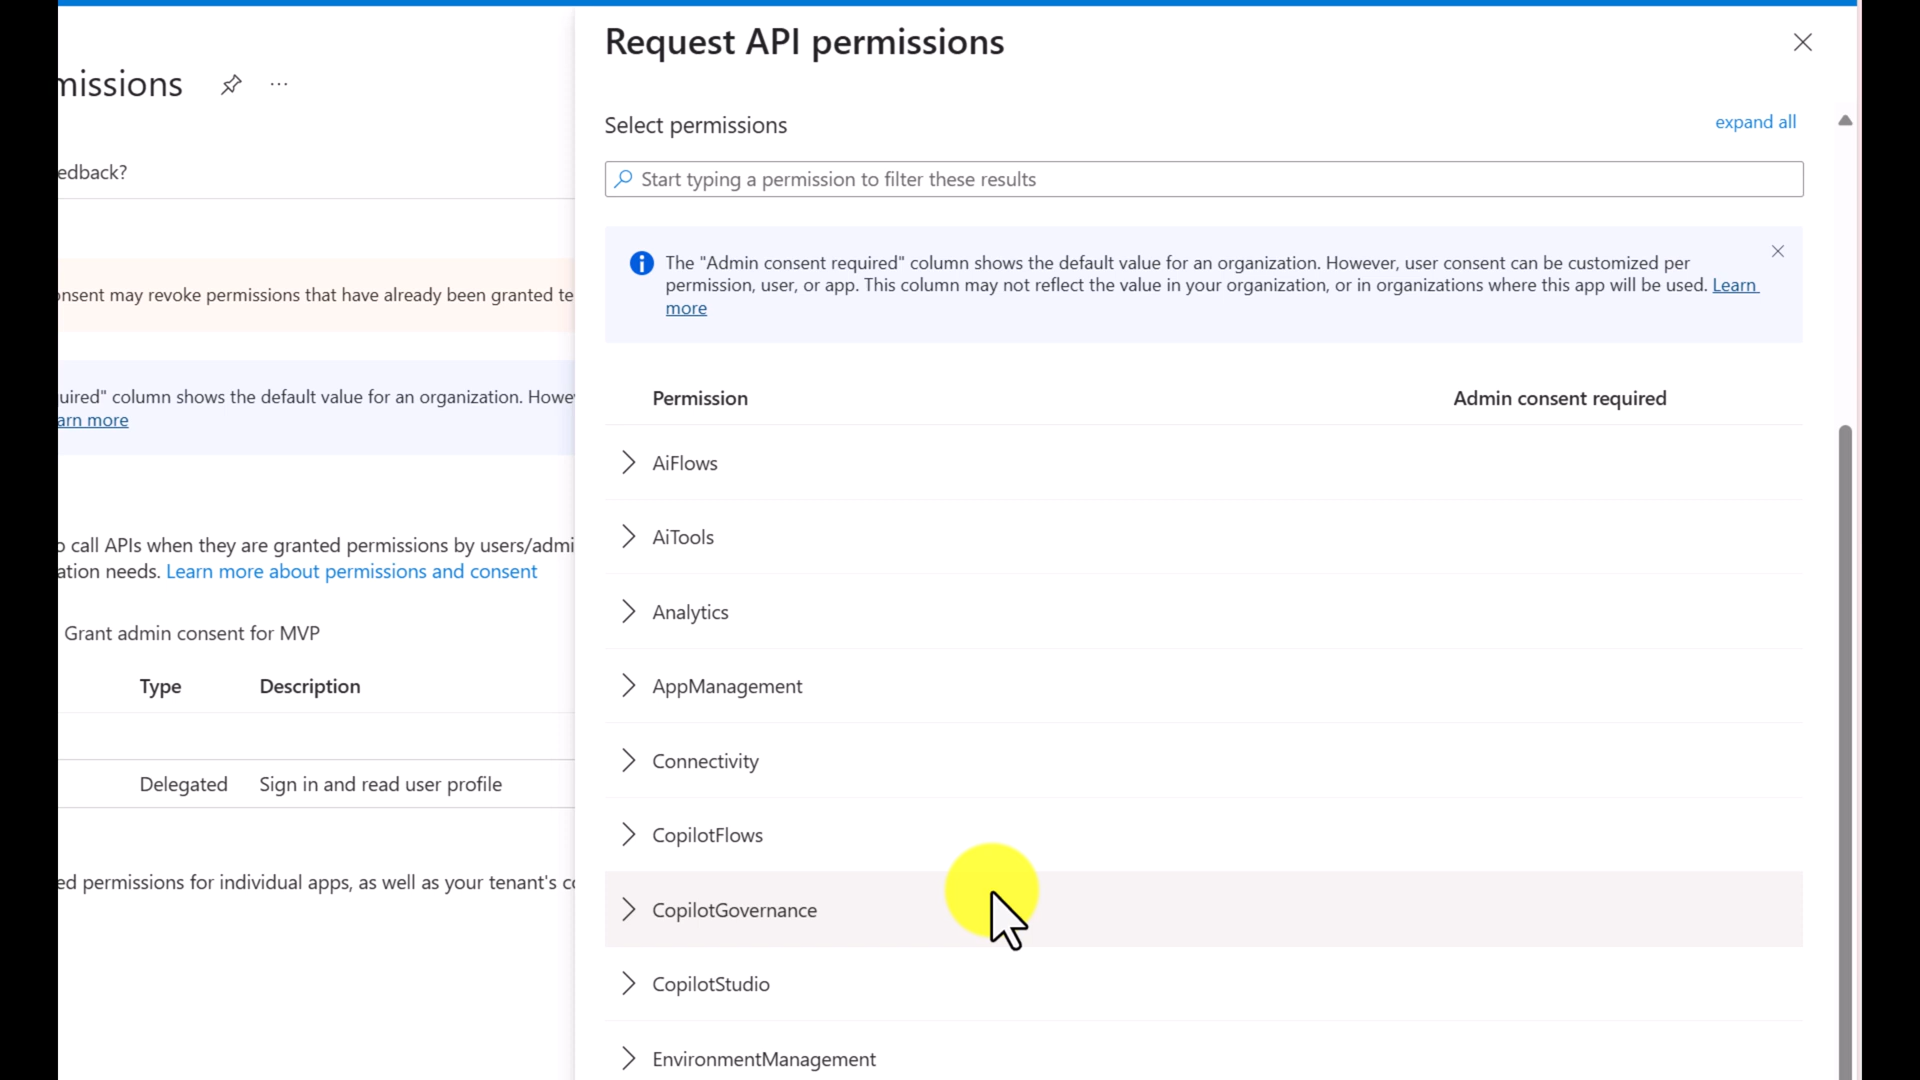 missions
edback?
onsent may revoke permissions that have already been granted te
uired" column shows the default value for an organization. Howe
arn more
o call APIs when they are granted permissions by users/admi
ation needs. Learn more about permissions and consent
Grant admin consent for MVP
Type Description
Delegated Sign in and read user profile
ed permissions for individual apps, as well as your tenant's co
Request API permissions
Select permissions
expand all
Start typing a permission to filter these results
The "Admin consent required" column shows the default value for an organization. However, user consent can be customized per
permission, user, or app. This column may not reflect the value in your organization, or in organizations where this app will be used. Learn
more
Permission Admin consent required
AiFlows
AiTools
Analytics
AppManagement
Connectivity
CopilotFlows
CopilotGovernance
CopilotStudio
EnvironmentManagement